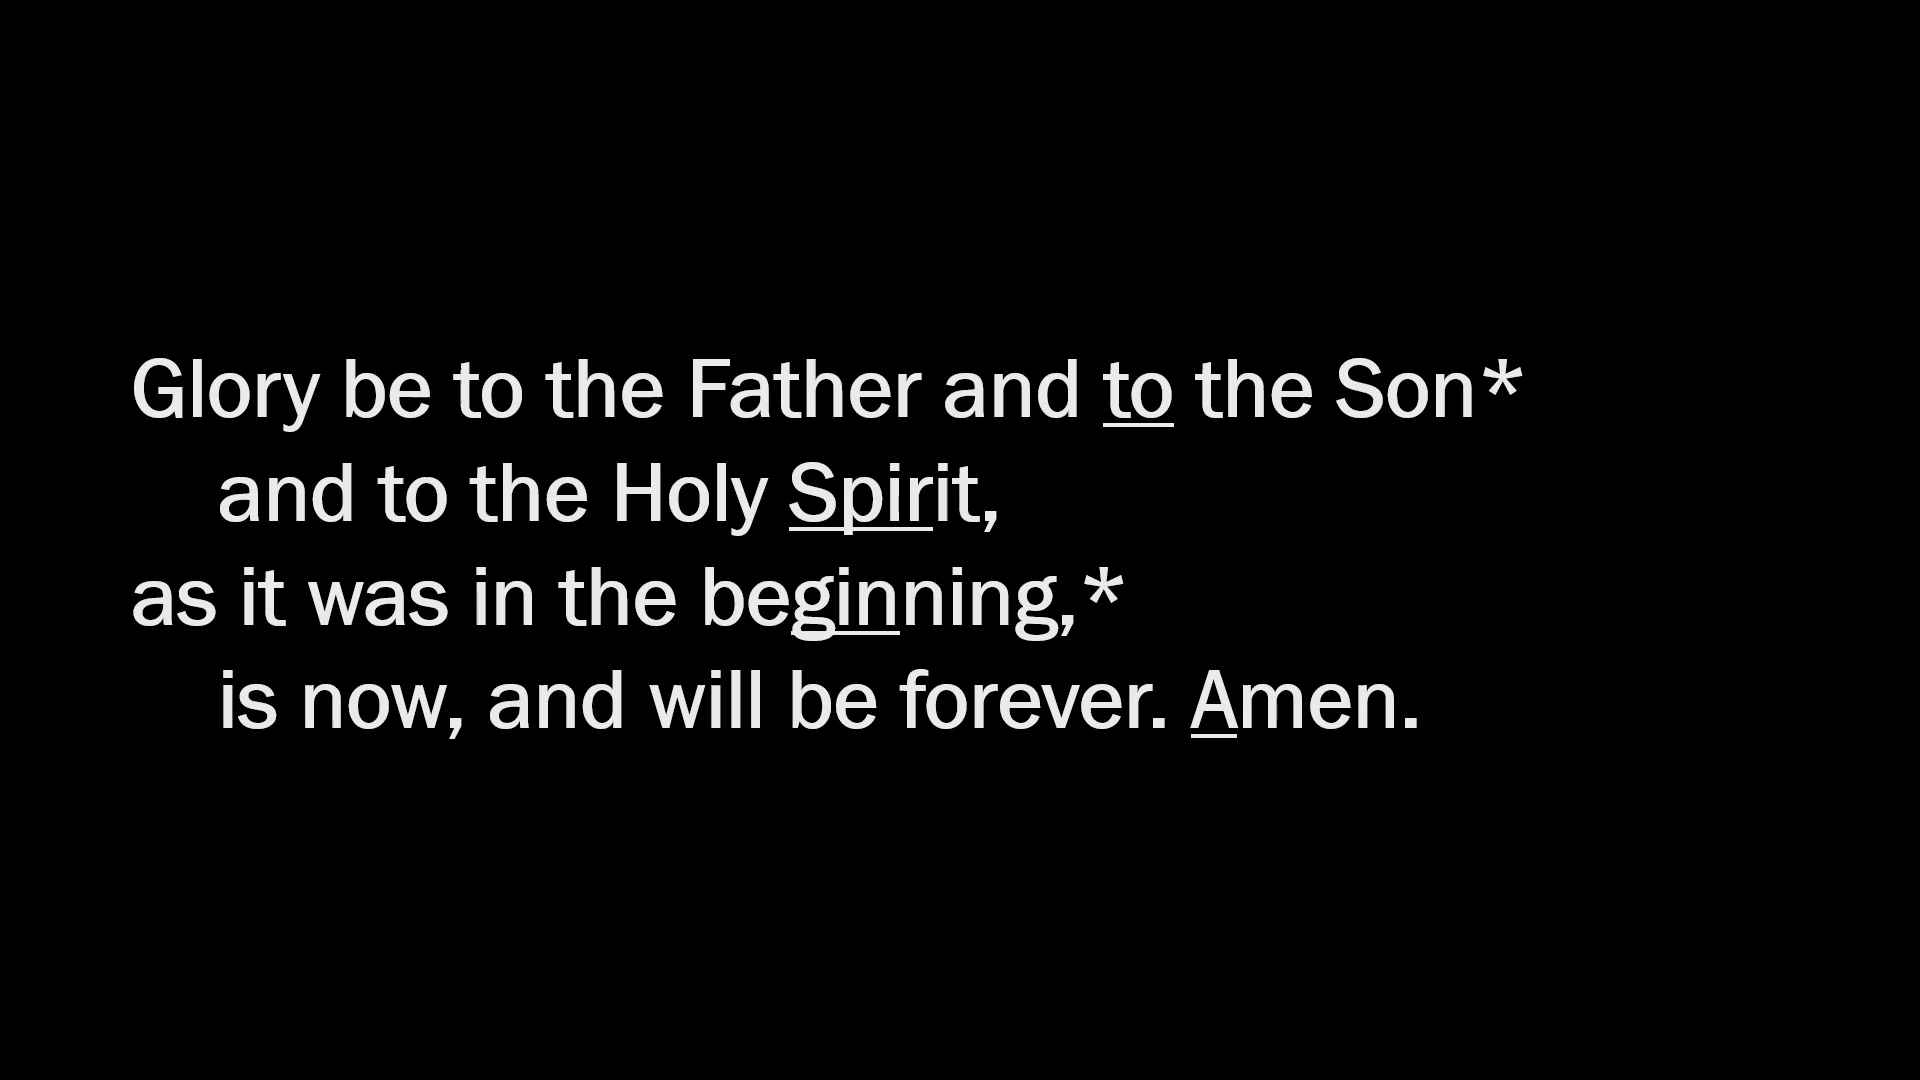 Glory be to the Father and to the Son*
and to the Holy Spirit,
as it was in the beginning,*
is now, and will be forever. Amen.